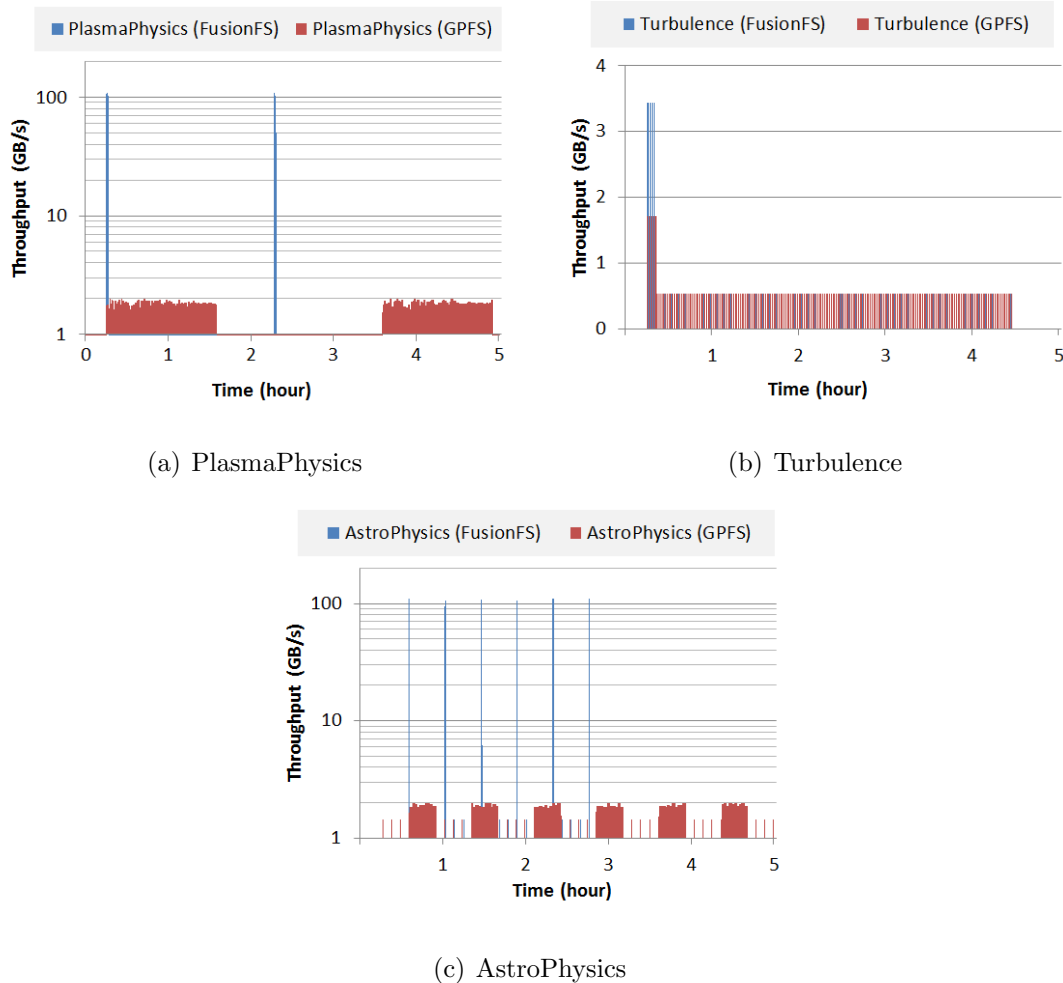 PlasmaPhysics (FusionFS) PlasmaPhysics (GPFS)
Throughput (GB/s)
100
10
1
0 1 2 3 4 5
Time (hour)
(a) PlasmaPhysics
Turbulence (FusionFS) Turbulence (GPFS)
Throughput (GB/s)
4
3
2
1
0
1 2 3 4 5
Time (hour)
(b) Turbulence
AstroPhysics (FusionFS) AstroPhysics (GPFS)
Throughput (GB/s)
100
10
1
1 2 3 4 5
Time (hour)
(c) AstroPhysics